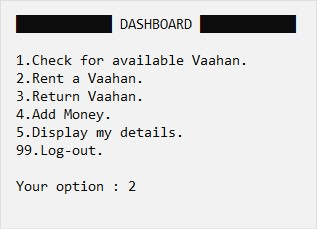 DASHBOARD
1.Check for available Vaahan.
2.Rent a Vaahan.
3.Return Vaahan.
4.Add Money.
5.Display my details.
99.Log-out.
Your option : 2